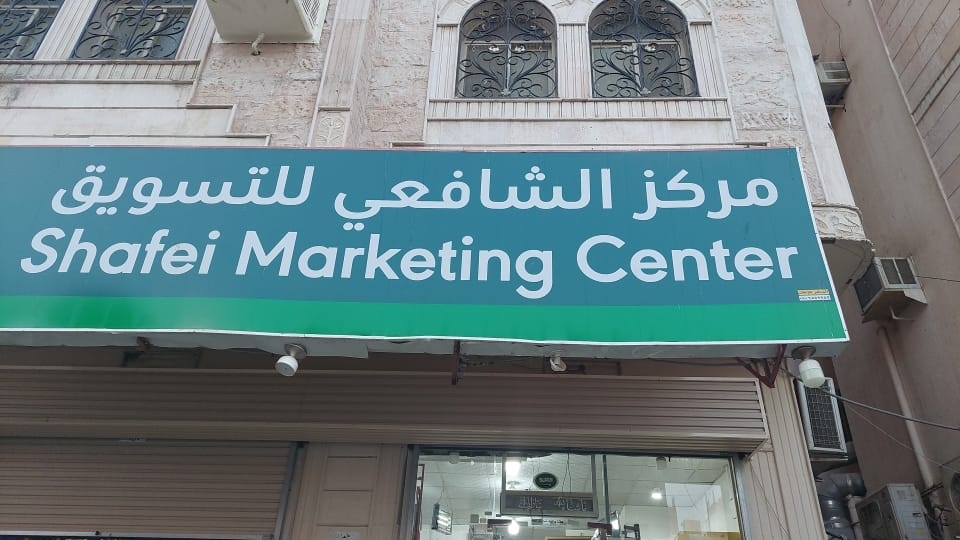 مركز الشافعي للتسويق
Shafei Marketing Center